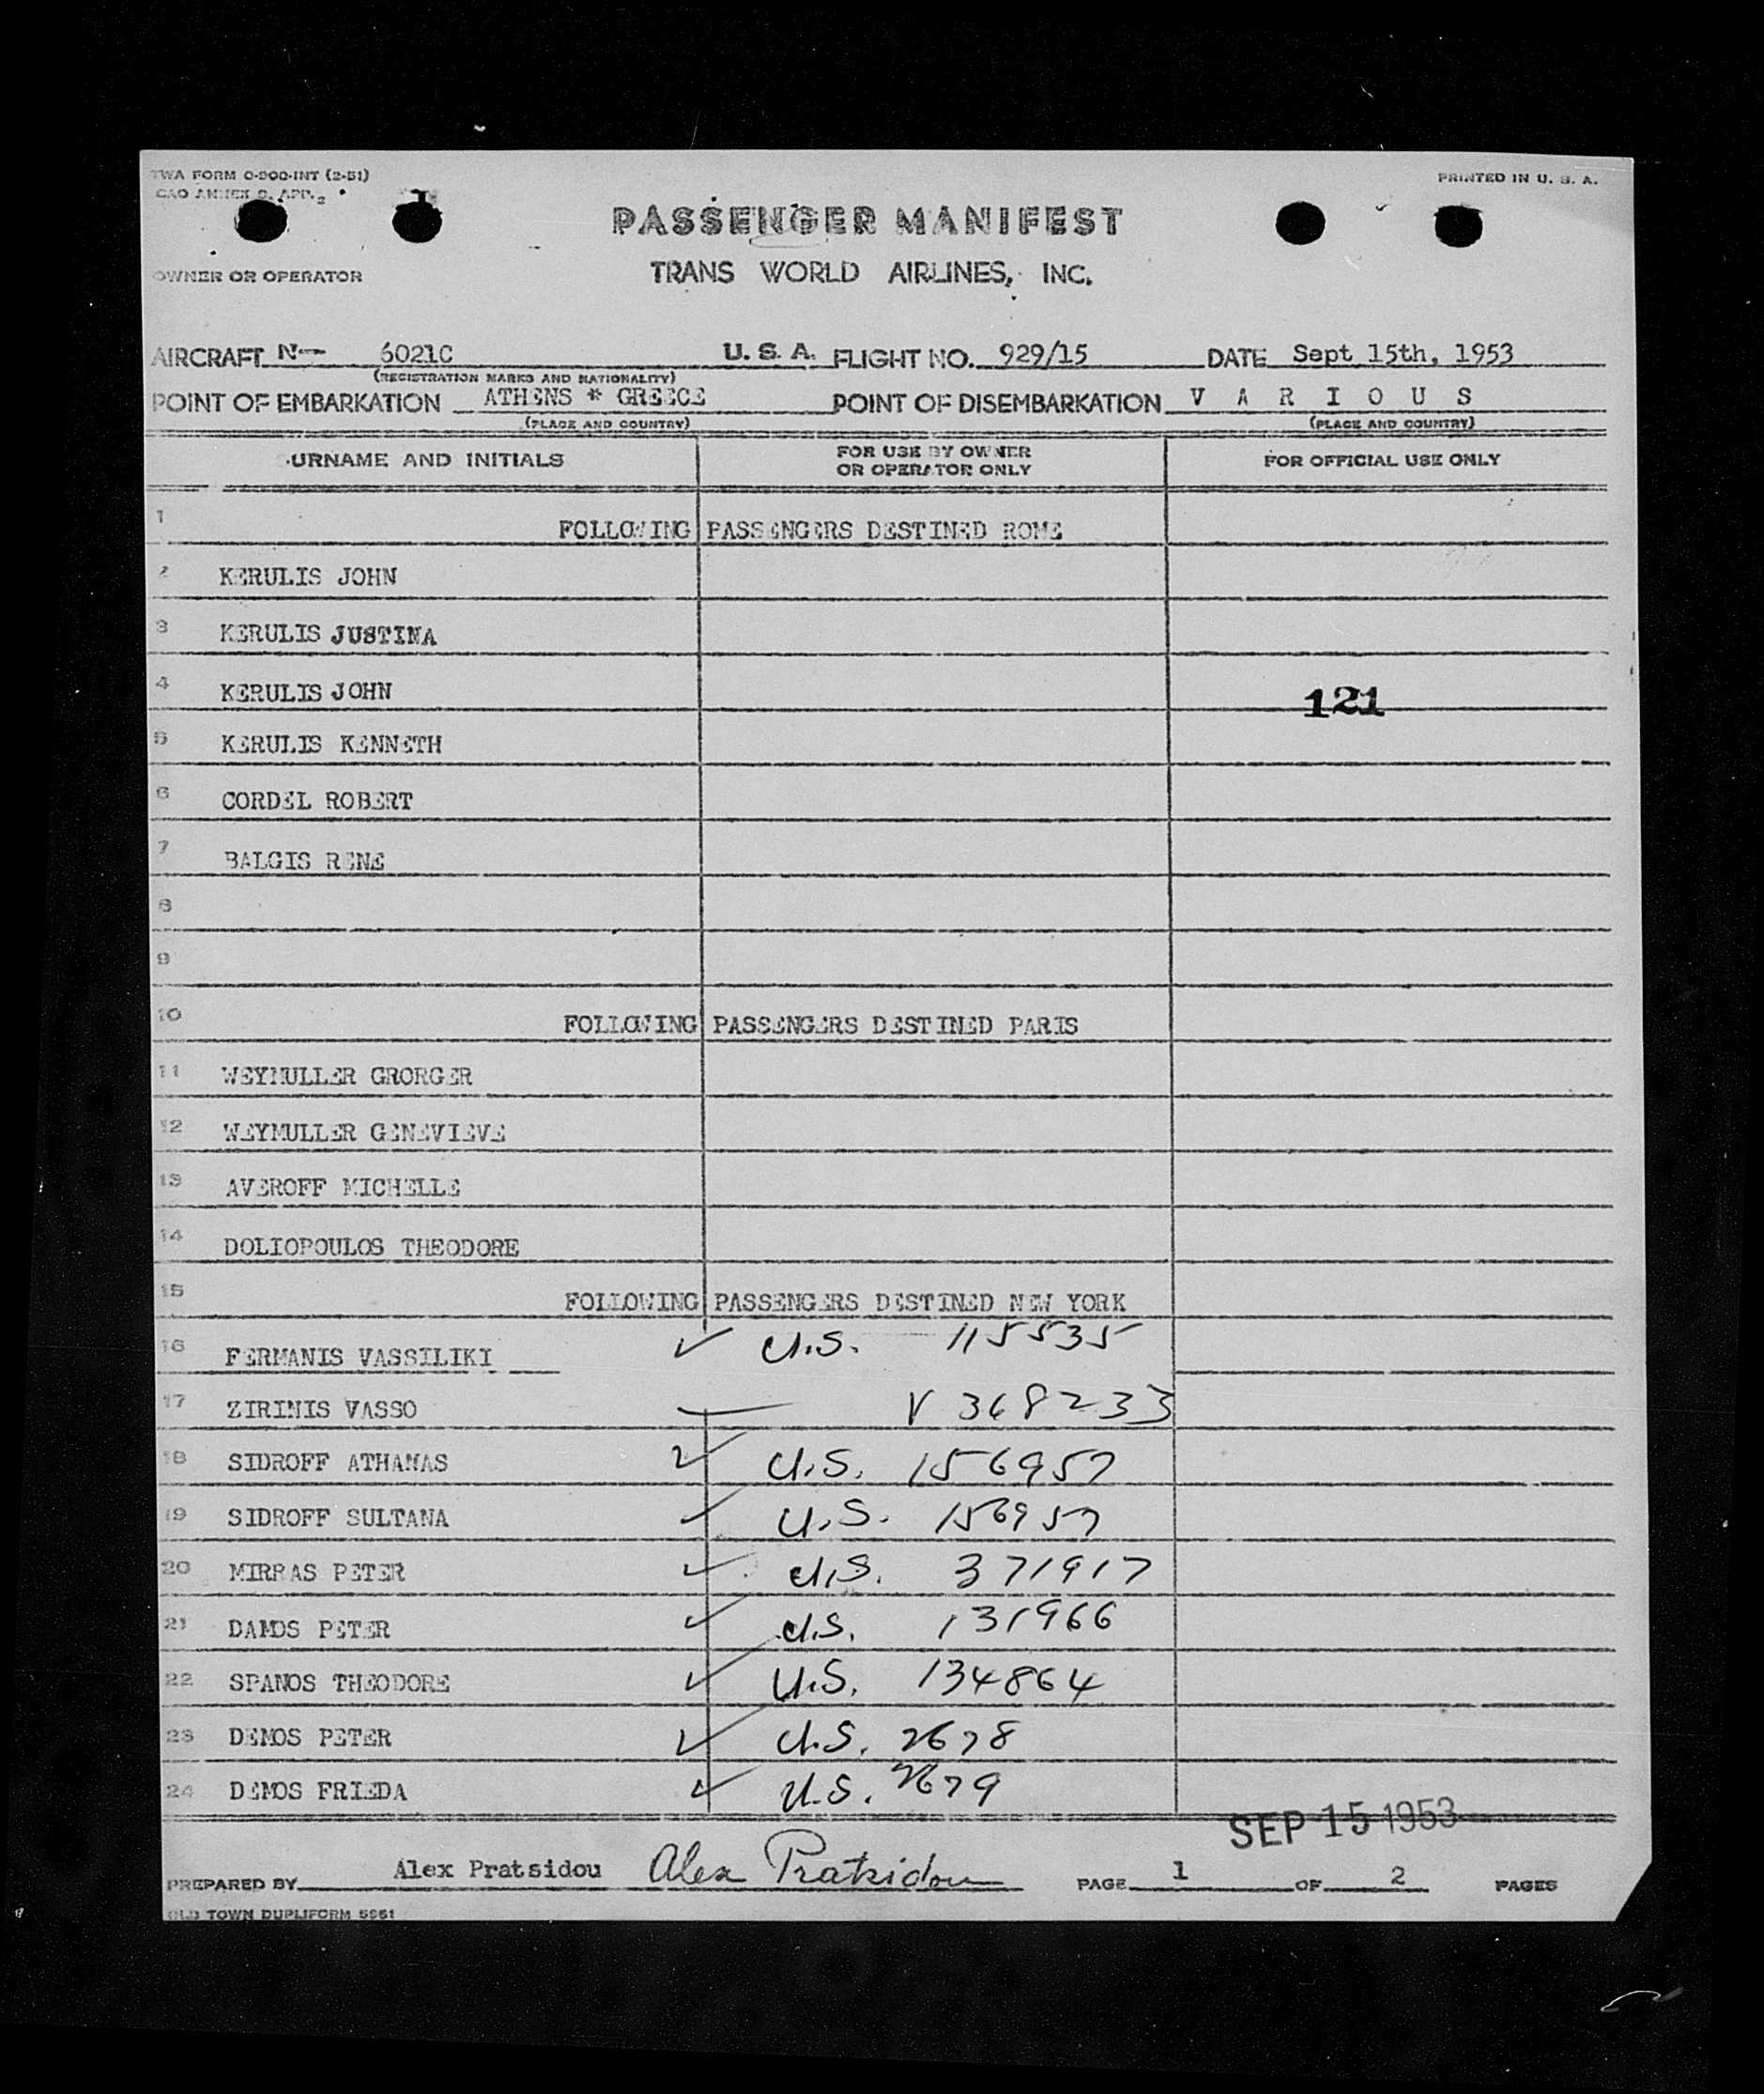 TWA FORM O-900-INT (2-51)
PRINTED IN U. S. A.
CAO ANNEX 9, APP. 2
PASSENGER MANIFEST
OWNER OR OPERATOR
TRANS WORLD AIRLINES, INC.
AIRCRAFT N— 6021C U. S. A. FLIGHT NO. 929/15 DATE Sept 15th, 1953
(REGISTRATION MARKS AND NATIONALITY)
POINT OF EMBARKATION ATHENS * GREECE POINT OF DISEMBARKATION V A R I O U S
(PLACE AND COUNTRY) (PLACE AND COUNTRY)
URNAME AND INITIALS FOR USE BY OWNER OR OPERATOR ONLY FOR OFFICIAL USE ONLY
1 FOLLOWING PASSENGERS DESTINED ROME
2 KERULIS JOHN
3 KERULIS JUSTINA
4 KERULIS JOHN 121
5 KERULIS KENNETH
6 CORDEL ROBERT
7 BALGIS RENE
8
9
10 FOLLOWING PASSENGERS DESTINED PARIS
11 WEYMULLER GRORGER
12 WEYMULLER GENEVIEVE
13 AVEROFF MICHELLE
14 DOLIOPOULOS THEODORE
15 FOLLOWING PASSENGERS DESTINED NEW YORK
16 FERMANIS VASSILIKI ✓ U.S. 115535
17 ZIRINIS VASSO — V 368233
18 SIDROFF ATHANAS ✓ U.S. 156957
19 SIDROFF SULTANA ✓ U.S. 156957
20 MIRRAS PETER ✓ U.S. 371917
21 DAMOS PETER ✓ U.S. 131966
22 SPANOS THEODORE ✓ U.S. 134864
23 DEMOS PETER ✓ U.S. 2678
24 DEMOS FRIEDA ✓ U.S. 2679
SEP 15 1953
PREPARED BY Alex Pratsidou Alex Pratsidou PAGE 1 OF 2 PAGES
OLD TOWN DUPLIFORM 5961